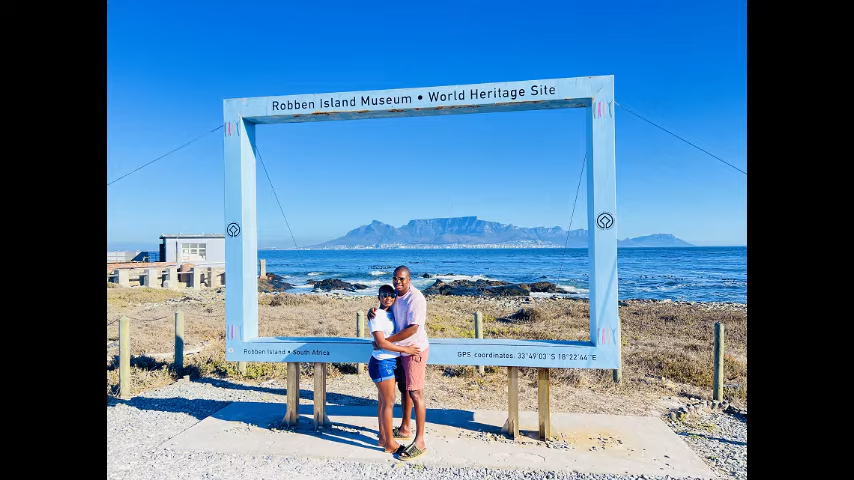 Robben Island Museum • World Heritage Site
Robben Island • South Africa
GPS coordinates: 33°49'03"S 18°22'44"E